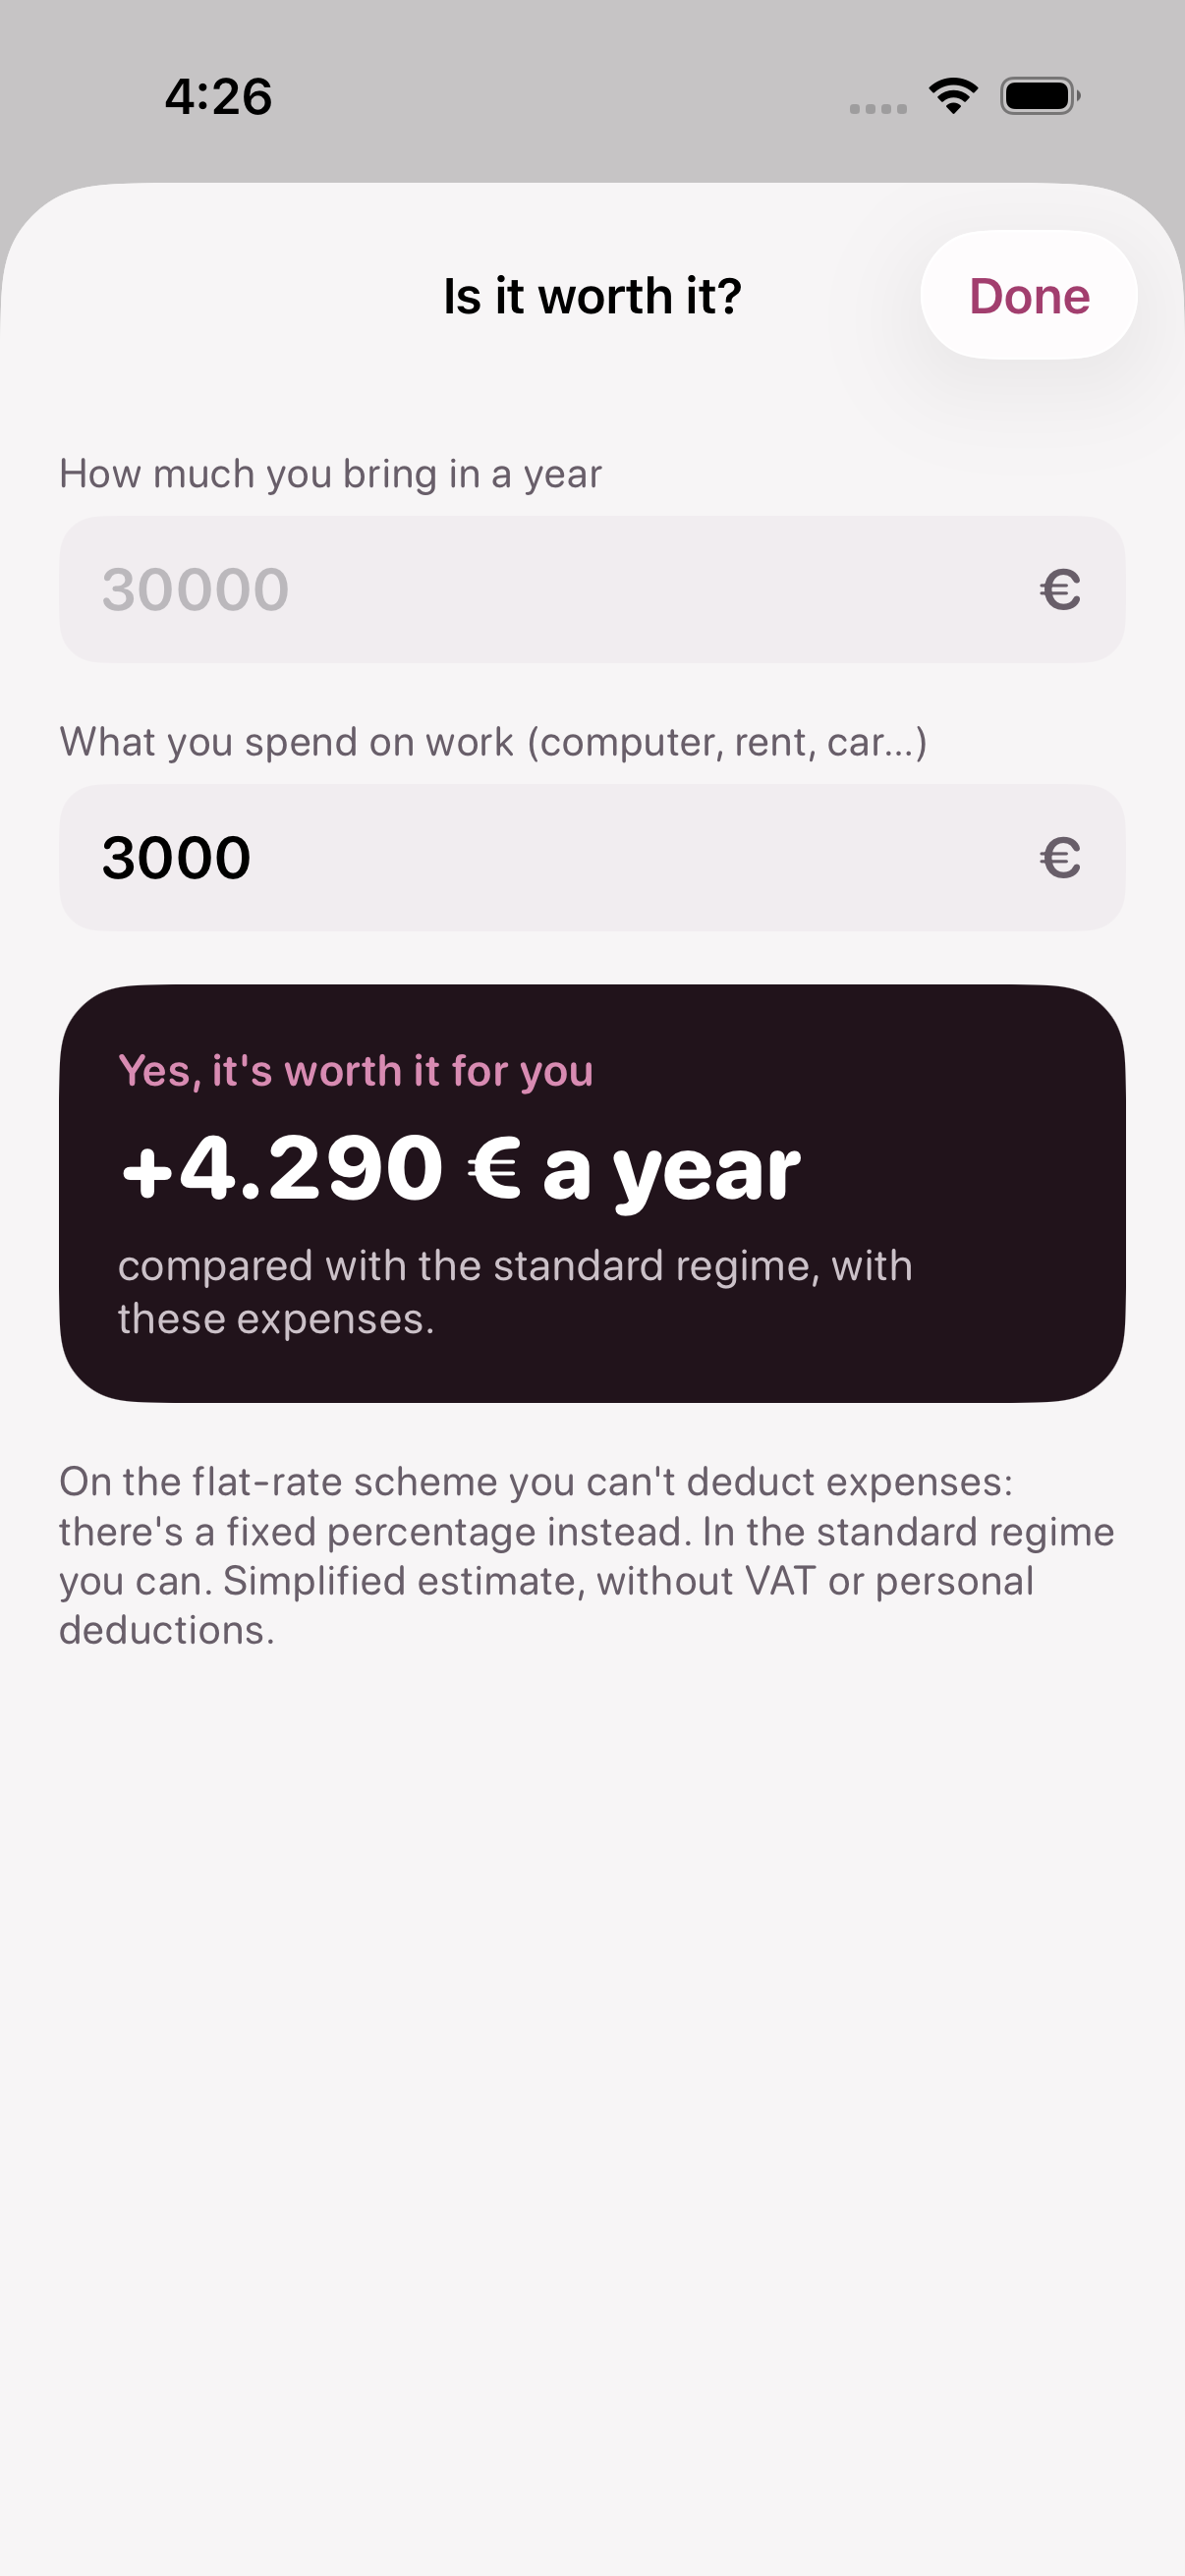 4:26
Is it worth it?
Done
How much you bring in a year
30000
€
What you spend on work (computer, rent, car...)
3000
€
Yes, it's worth it for you
+4.290 € a year
compared with the standard regime, with
these expenses.
On the flat-rate scheme you can't deduct expenses:
there's a fixed percentage instead. In the standard regime
you can. Simplified estimate, without VAT or personal
deductions.